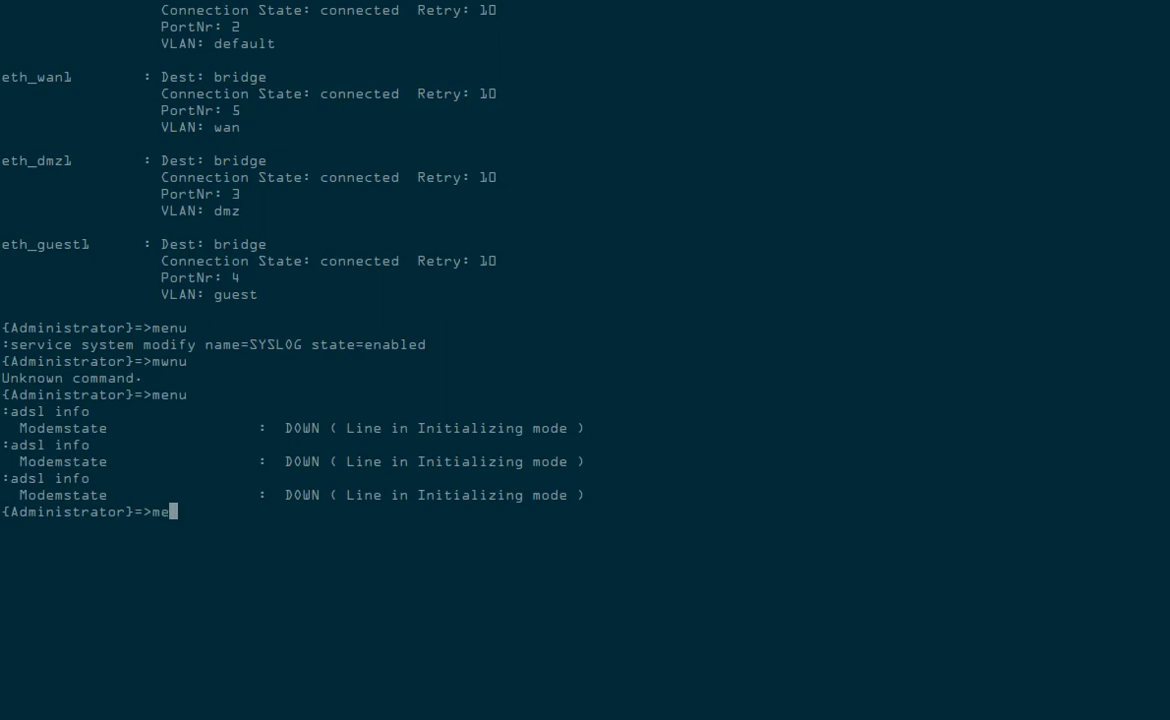 Connection State: connected  Retry: 10
PortNr: 2
VLAN: default
eth_wan1         : Dest: bridge
Connection State: connected  Retry: 10
PortNr: 5
VLAN: wan
eth_dmz1         : Dest: bridge
Connection State: connected  Retry: 10
PortNr: 3
VLAN: dmz
eth_guest1       : Dest: bridge
Connection State: connected  Retry: 10
PortNr: 4
VLAN: guest
{Administrator}=>menu
:service system modify name=SYSLOG state=enabled
{Administrator}=>mwnu
Unknown command.
{Administrator}=>menu
:adsl info
Modemstate                  :  DOWN ( Line in Initializing mode )
:adsl info
Modemstate                  :  DOWN ( Line in Initializing mode )
:adsl info
Modemstate                  :  DOWN ( Line in Initializing mode )
{Administrator}=>me